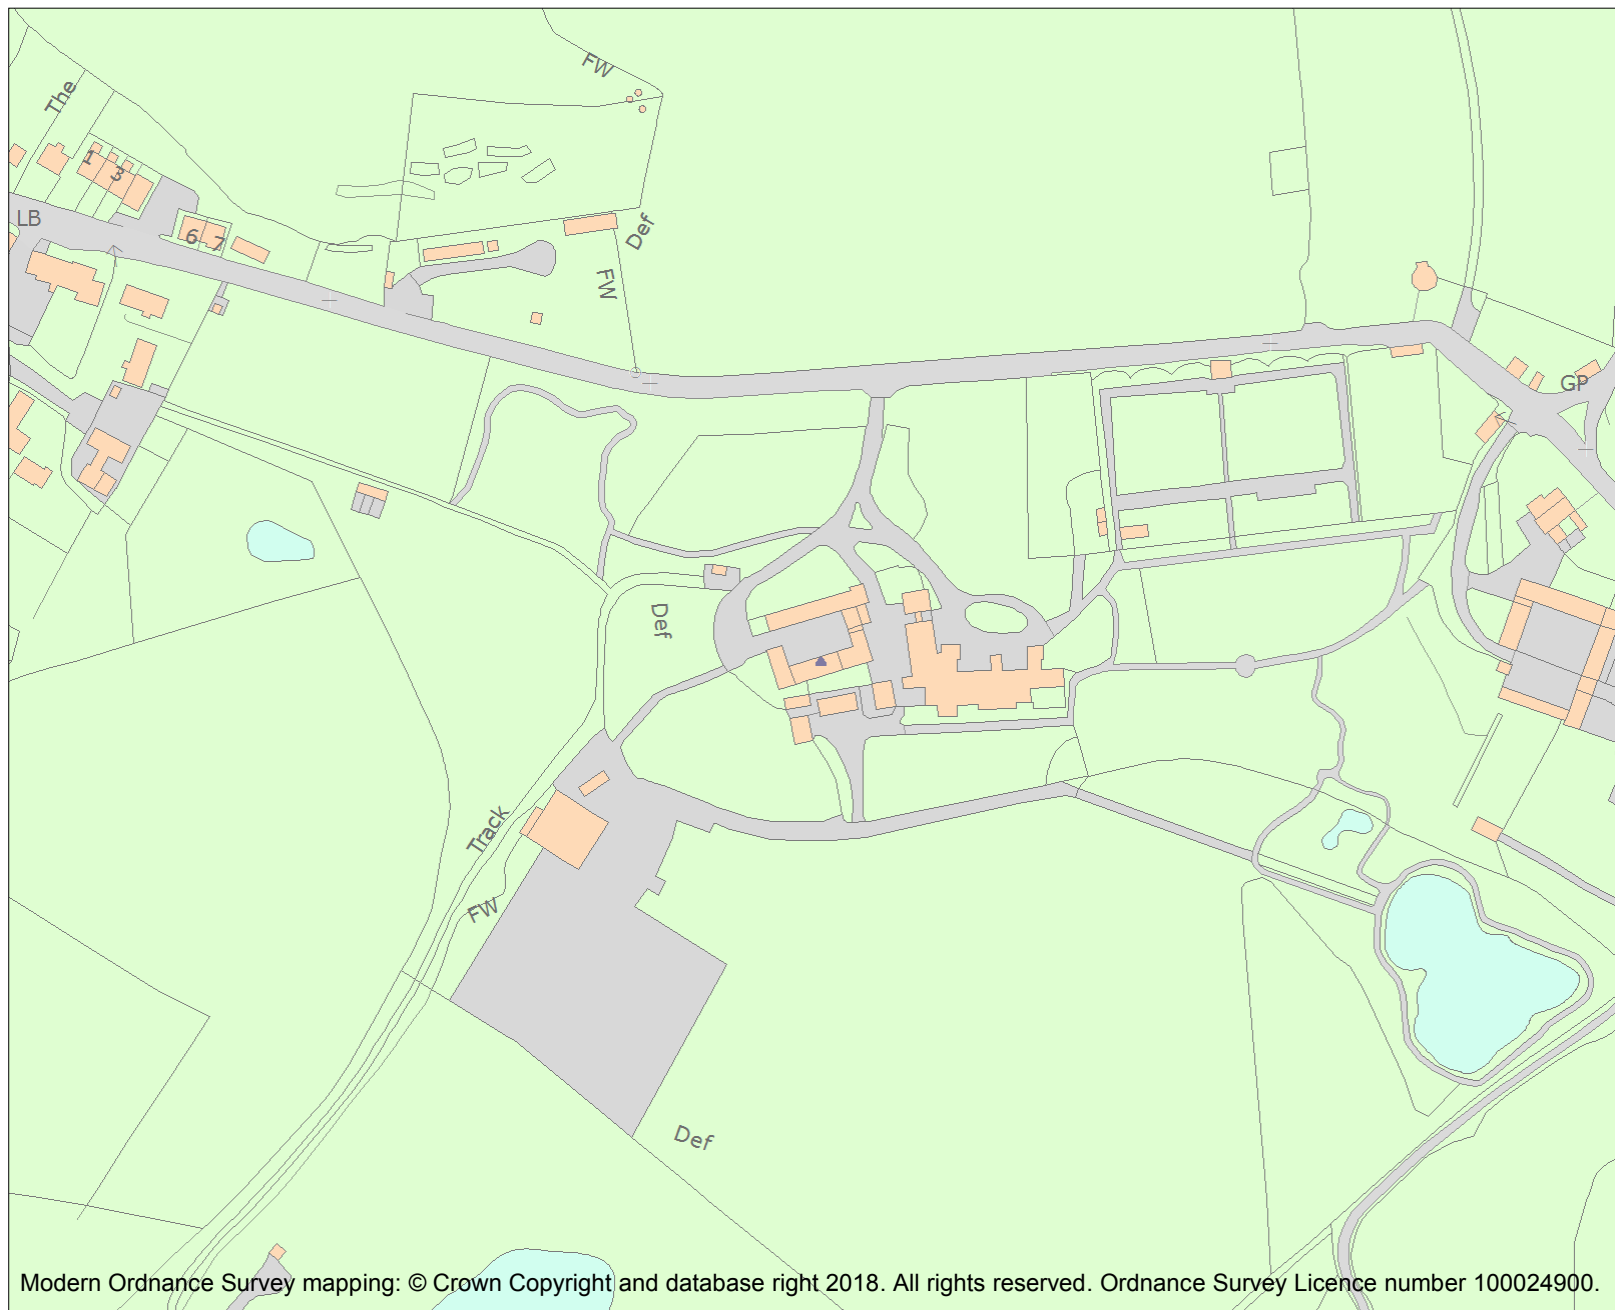 FW
The
1
3
LB
6
7
Def
FW
GP
Def
Track
FW
Def
Modern Ordnance Survey mapping: © Crown Copyright and database right 2018. All rights reserved. Ordnance Survey Licence number 100024900.